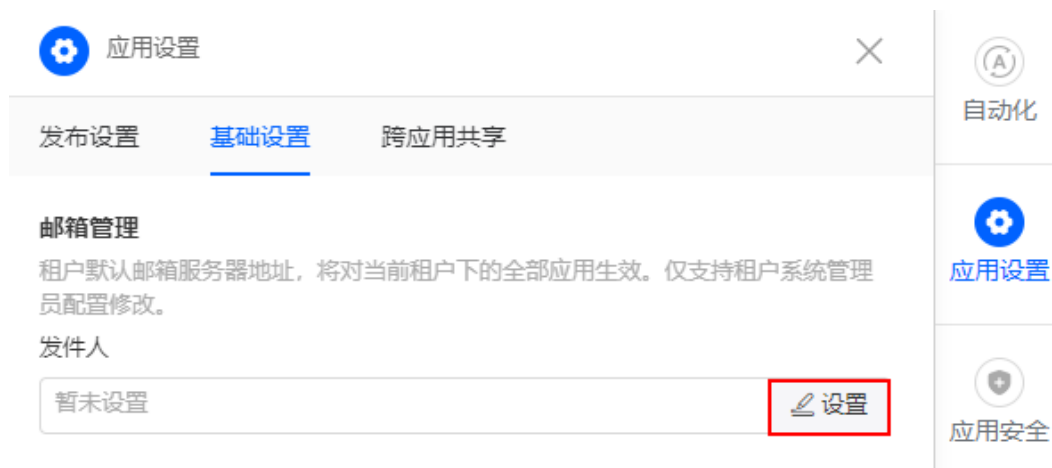 应用设置
发布设置 基础设置 跨应用共享
邮箱管理
租户默认邮箱服务器地址，将对当前租户下的全部应用生效。仅支持租户系统管理
员配置修改。
发件人
暂未设置 设置
A
自动化
应用设置
应用安全